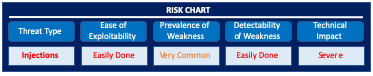 RISK CHART
Threat Type
Ease of
Exploitability
Prevalence of
Weakness
Detectability
of Weakness
Technical
Impact
Injections
Easily Done
Very Common
Easily Done
Severe